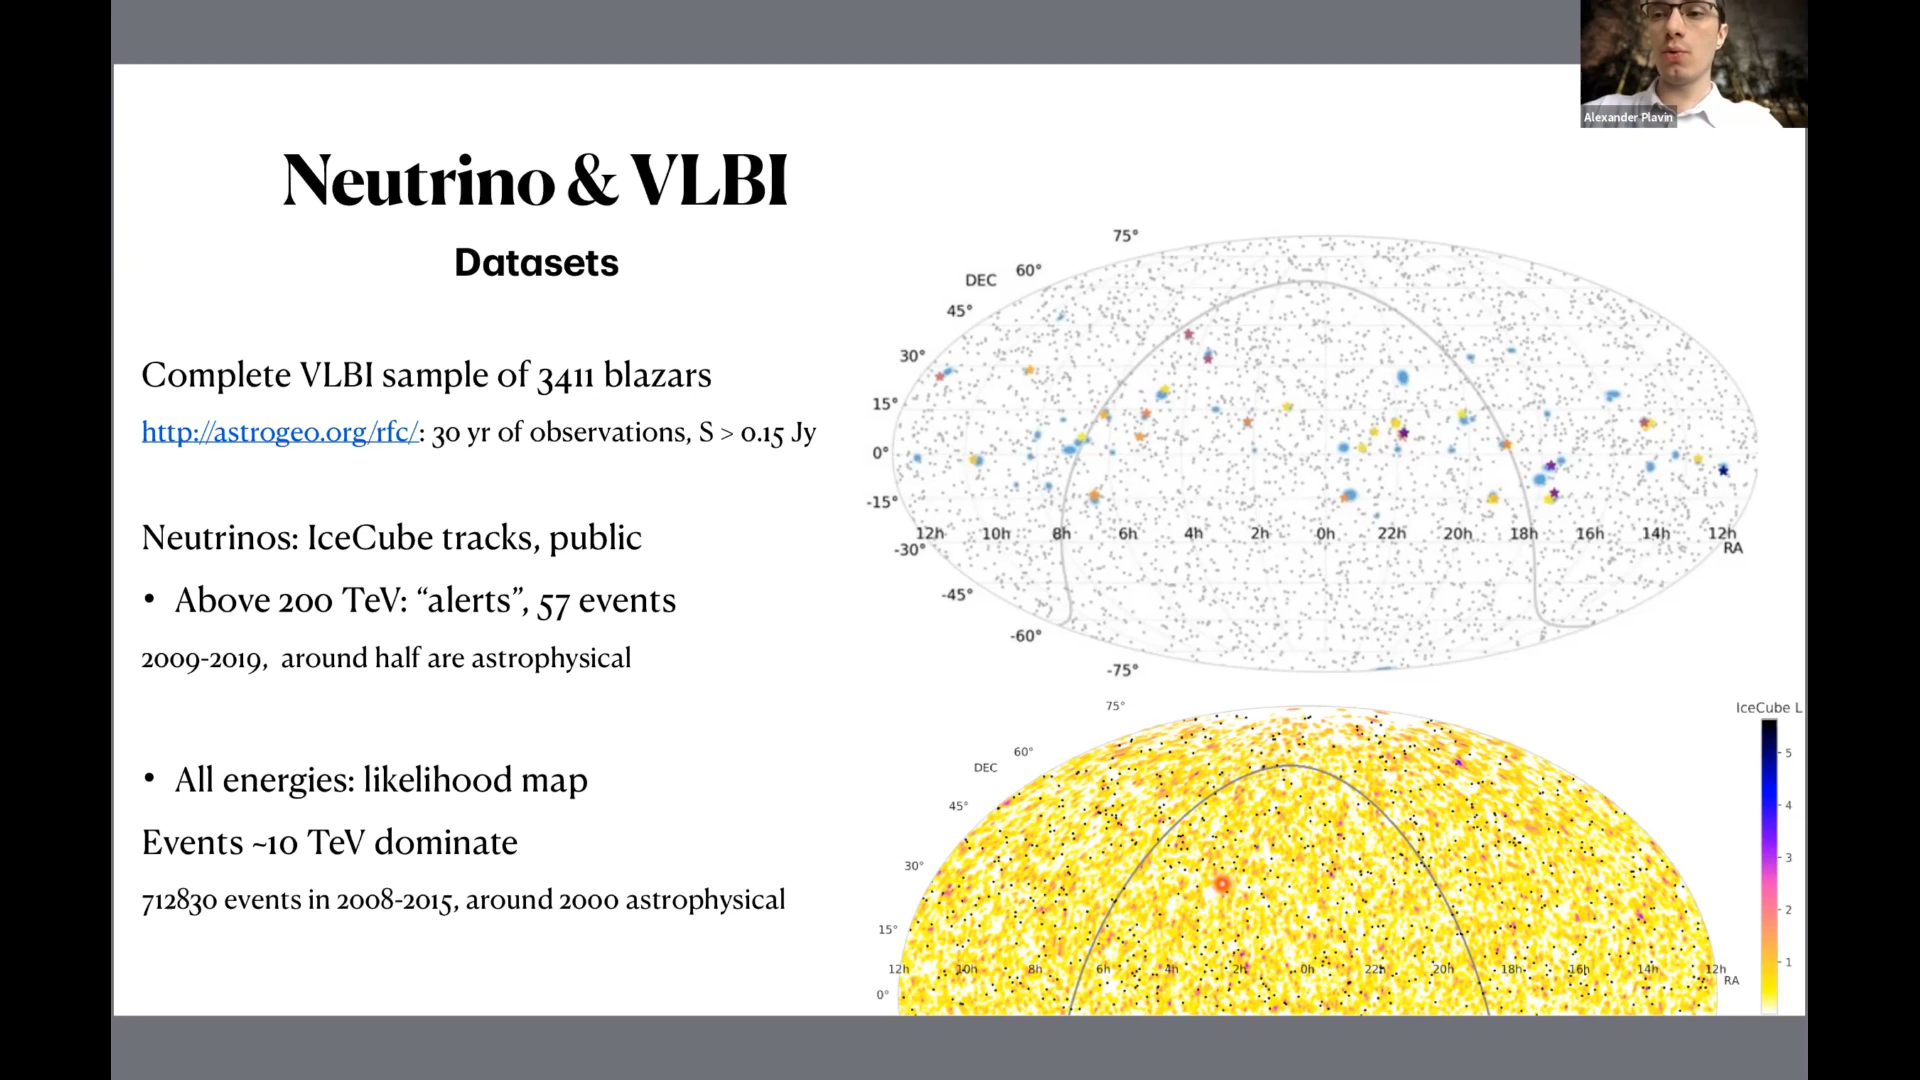 Alexander Plavin
Neutrino & VLBI
Datasets
Complete VLBI sample of 3411 blazars
http://astrogeo.org/rfc/: 30 yr of observations, S > 0.15 Jy
Neutrinos: IceCube tracks, public
• Above 200 TeV: “alerts”, 57 events
2009-2019, around half are astrophysical
• All energies: likelihood map
Events ~10 TeV dominate
712830 events in 2008-2015, around 2000 astrophysical
75°
60°
DEC
45°
30°
15°
0°
-15°
12h 10h 8h 6h 4h 2h 0h 22h 20h 18h 16h 14h 12h
RA
-30°
-45°
-60°
-75°
75°
IceCube L
60°
DEC
45°
30°
15°
12h 10h 8h 6h 4h 2h 0h 22h 20h 18h 16h 14h 12h
RA
0°
5
4
3
2
1